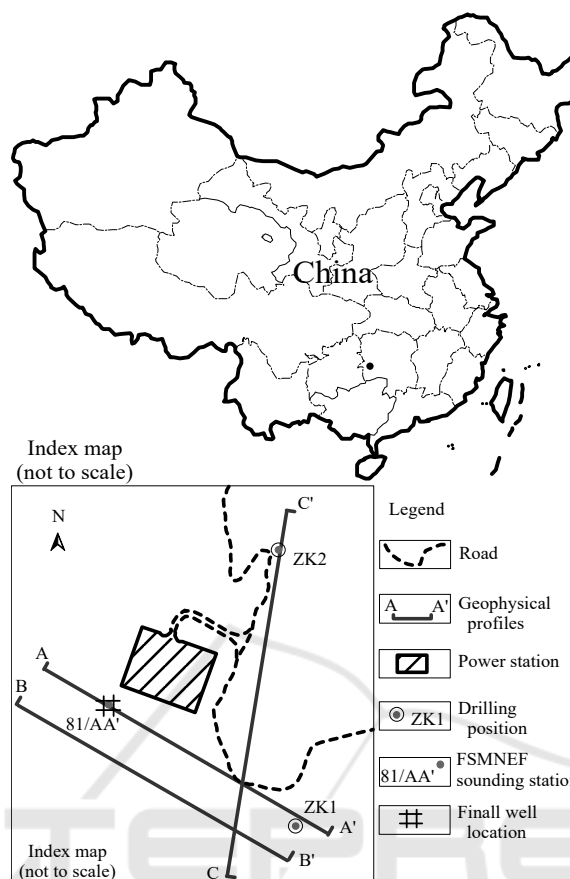 China
Index map
(not to scale)
N
C'
ZK2
A
B
81/AA'
ZK1
A'
B'
C
Index map
(not to scale)
Legend
Road
A A' Geophysical
profiles
Power station
ZK1 Drilling
position
81/AA' FSMNEF
sounding station
Finall well
location